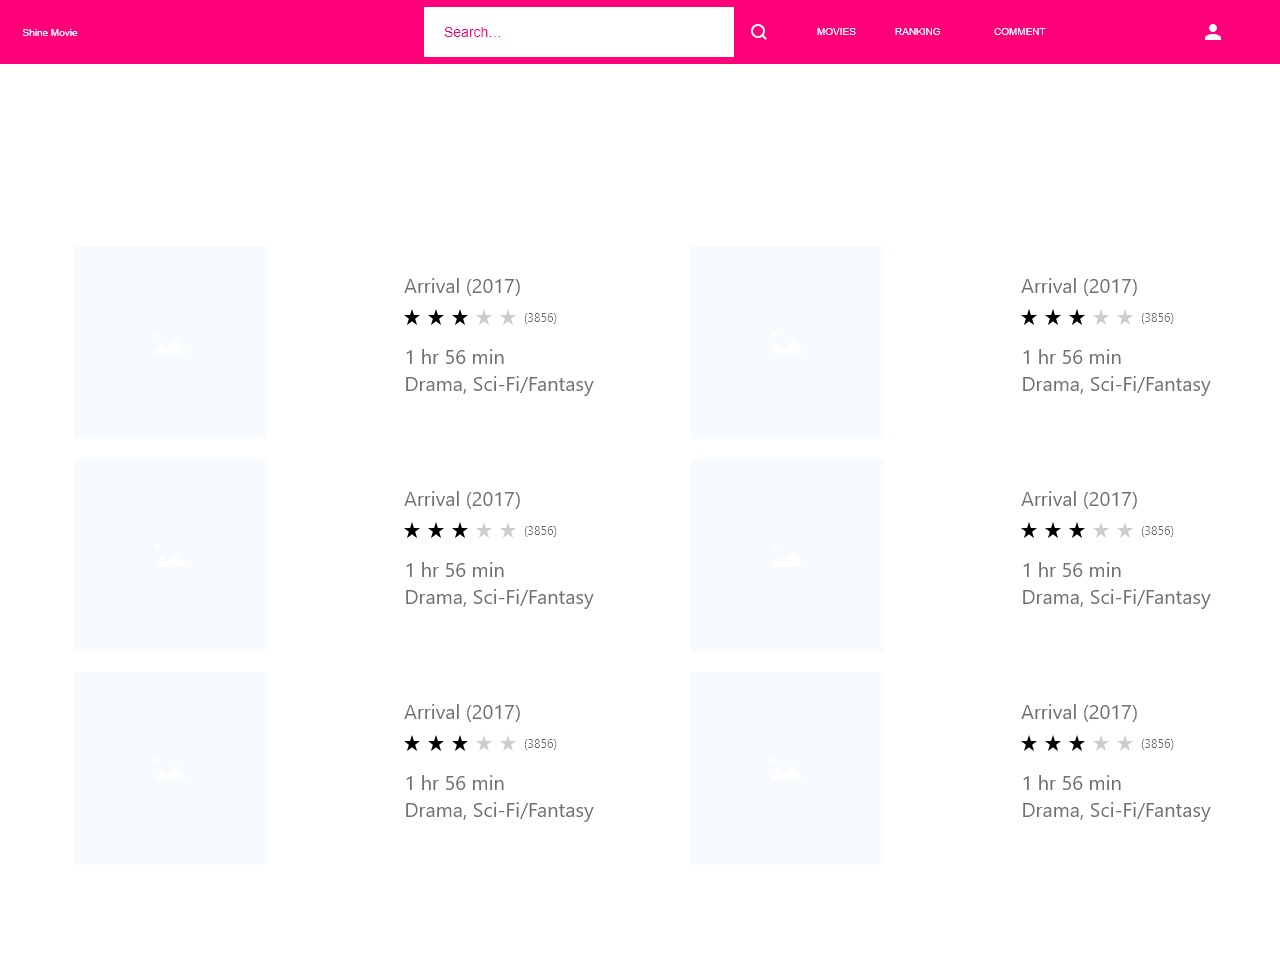 Shine Movie
Search...
MOVIES
RANKING
COMMENT
Arrival (2017)
(3856)
1 hr 56 min
Drama, Sci-Fi/Fantasy
Arrival (2017)
(3856)
1 hr 56 min
Drama, Sci-Fi/Fantasy
Arrival (2017)
(3856)
1 hr 56 min
Drama, Sci-Fi/Fantasy
Arrival (2017)
(3856)
1 hr 56 min
Drama, Sci-Fi/Fantasy
Arrival (2017)
(3856)
1 hr 56 min
Drama, Sci-Fi/Fantasy
Arrival (2017)
(3856)
1 hr 56 min
Drama, Sci-Fi/Fantasy